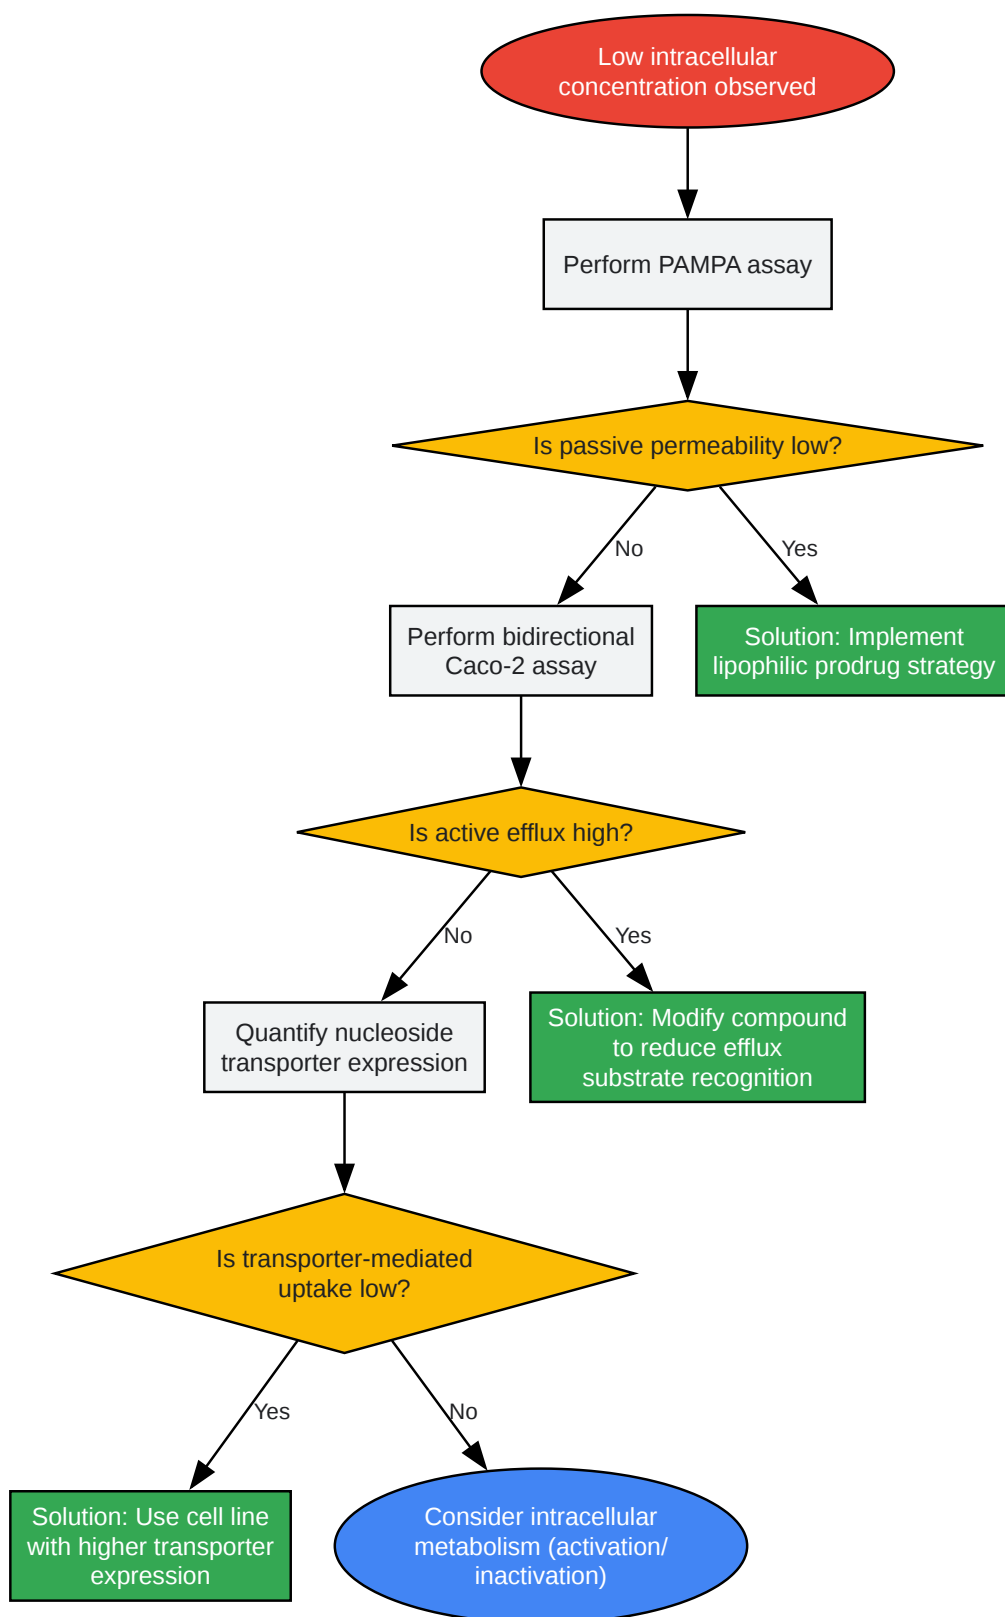 Low intracellular
concentration observed
Perform PAMPA assay
Is passive permeability low?
No
Yes
Perform bidirectional
Caco-2 assay
Solution: Implement
lipophilic prodrug strategy
Is active efflux high?
No
Yes
Quantify nucleoside
transporter expression
Solution: Modify compound
to reduce efflux
substrate recognition
Is transporter-mediated
uptake low?
Yes
No
Solution: Use cell line
with higher transporter
expression
Consider intracellular
metabolism (activation/
inactivation)